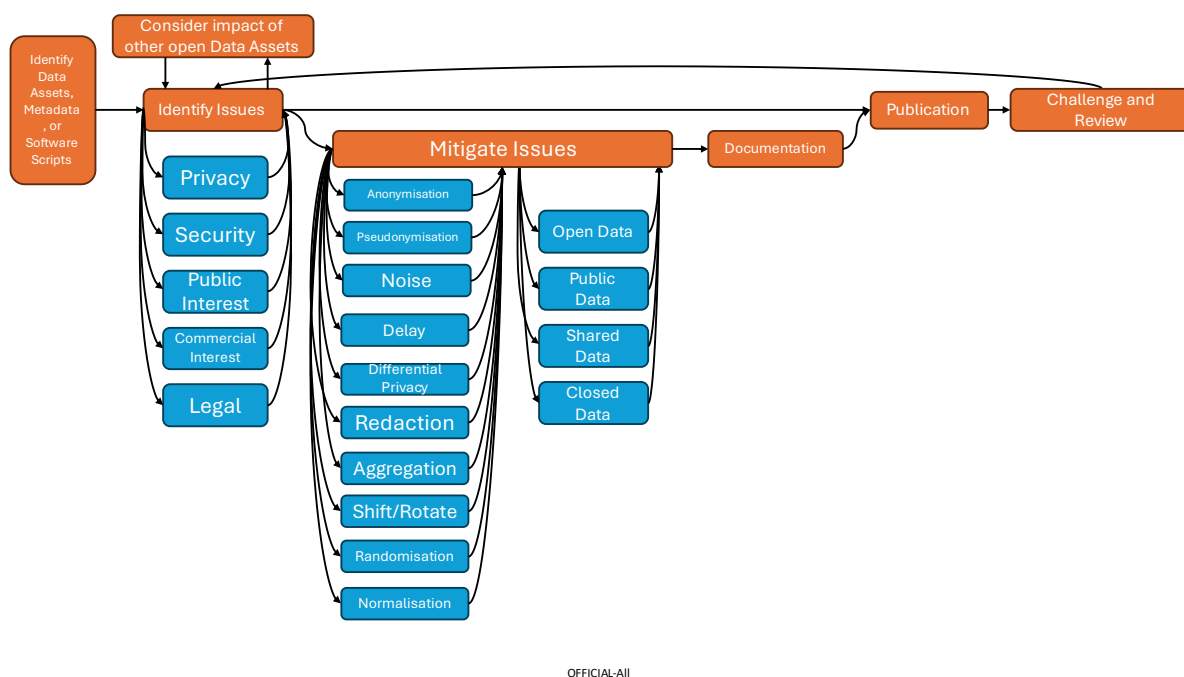 Consider impact of
other open Data Assets
Identify
Data
Assets,
Metadata
, or
Software
Scripts
Identify Issues
Publication
Challenge and
Review
Mitigate Issues
Documentation
Privacy
Security
Public
Interest
Commercial
Interest
Legal
Anonymisation
Pseudonymisation
Noise
Delay
Differential
Privacy
Redaction
Aggregation
Shift/Rotate
Randomisation
Normalisation
Open Data
Public
Data
Shared
Data
Closed
Data
OFFICIAL-All